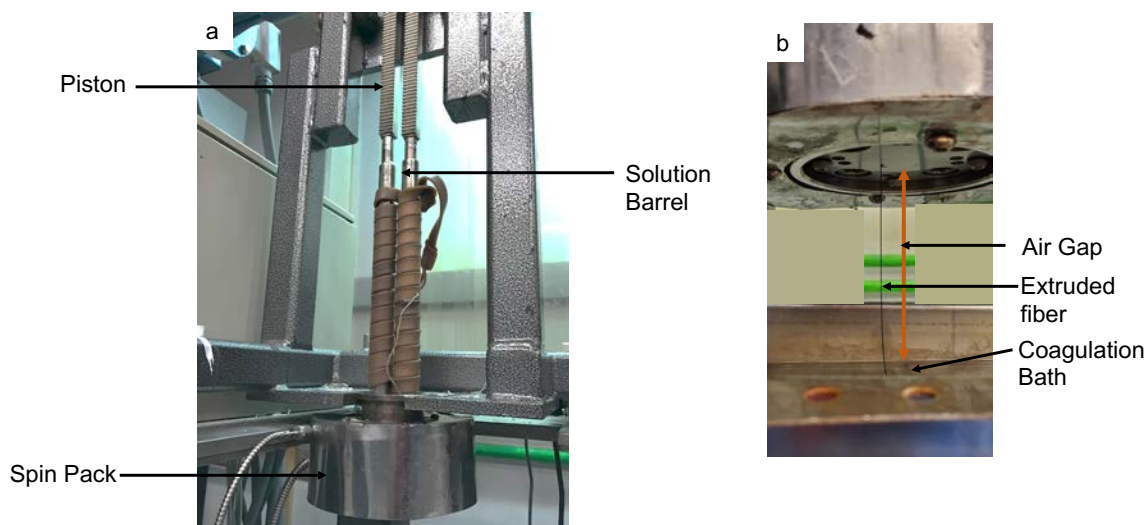 a
Piston
Solution
Barrel
Spin Pack
b
Air Gap
Extruded
fiber
Coagulation
Bath